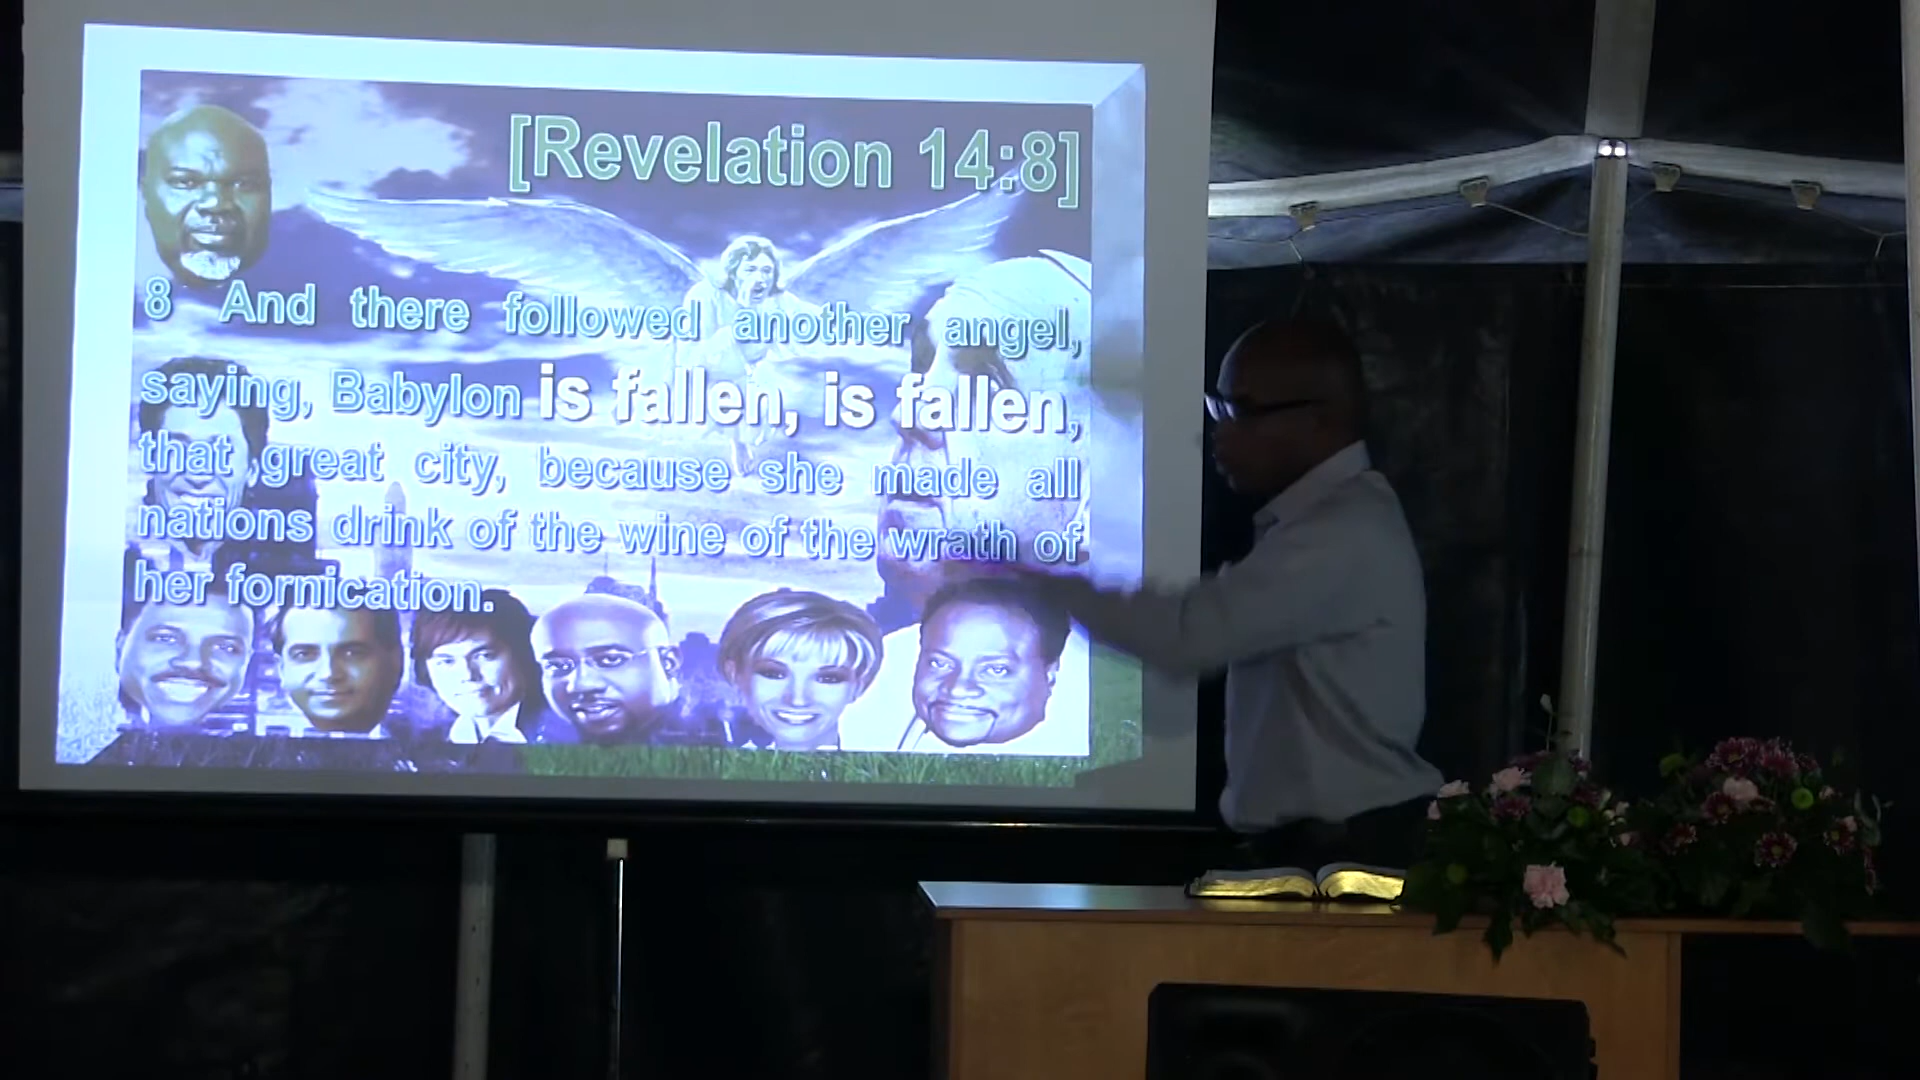 [Revelation 14:8]
8 And there followed another angel,
saying, Babylon is fallen, is fallen,
that great city, because she made all
nations drink of the wine of the wrath of
her fornication.